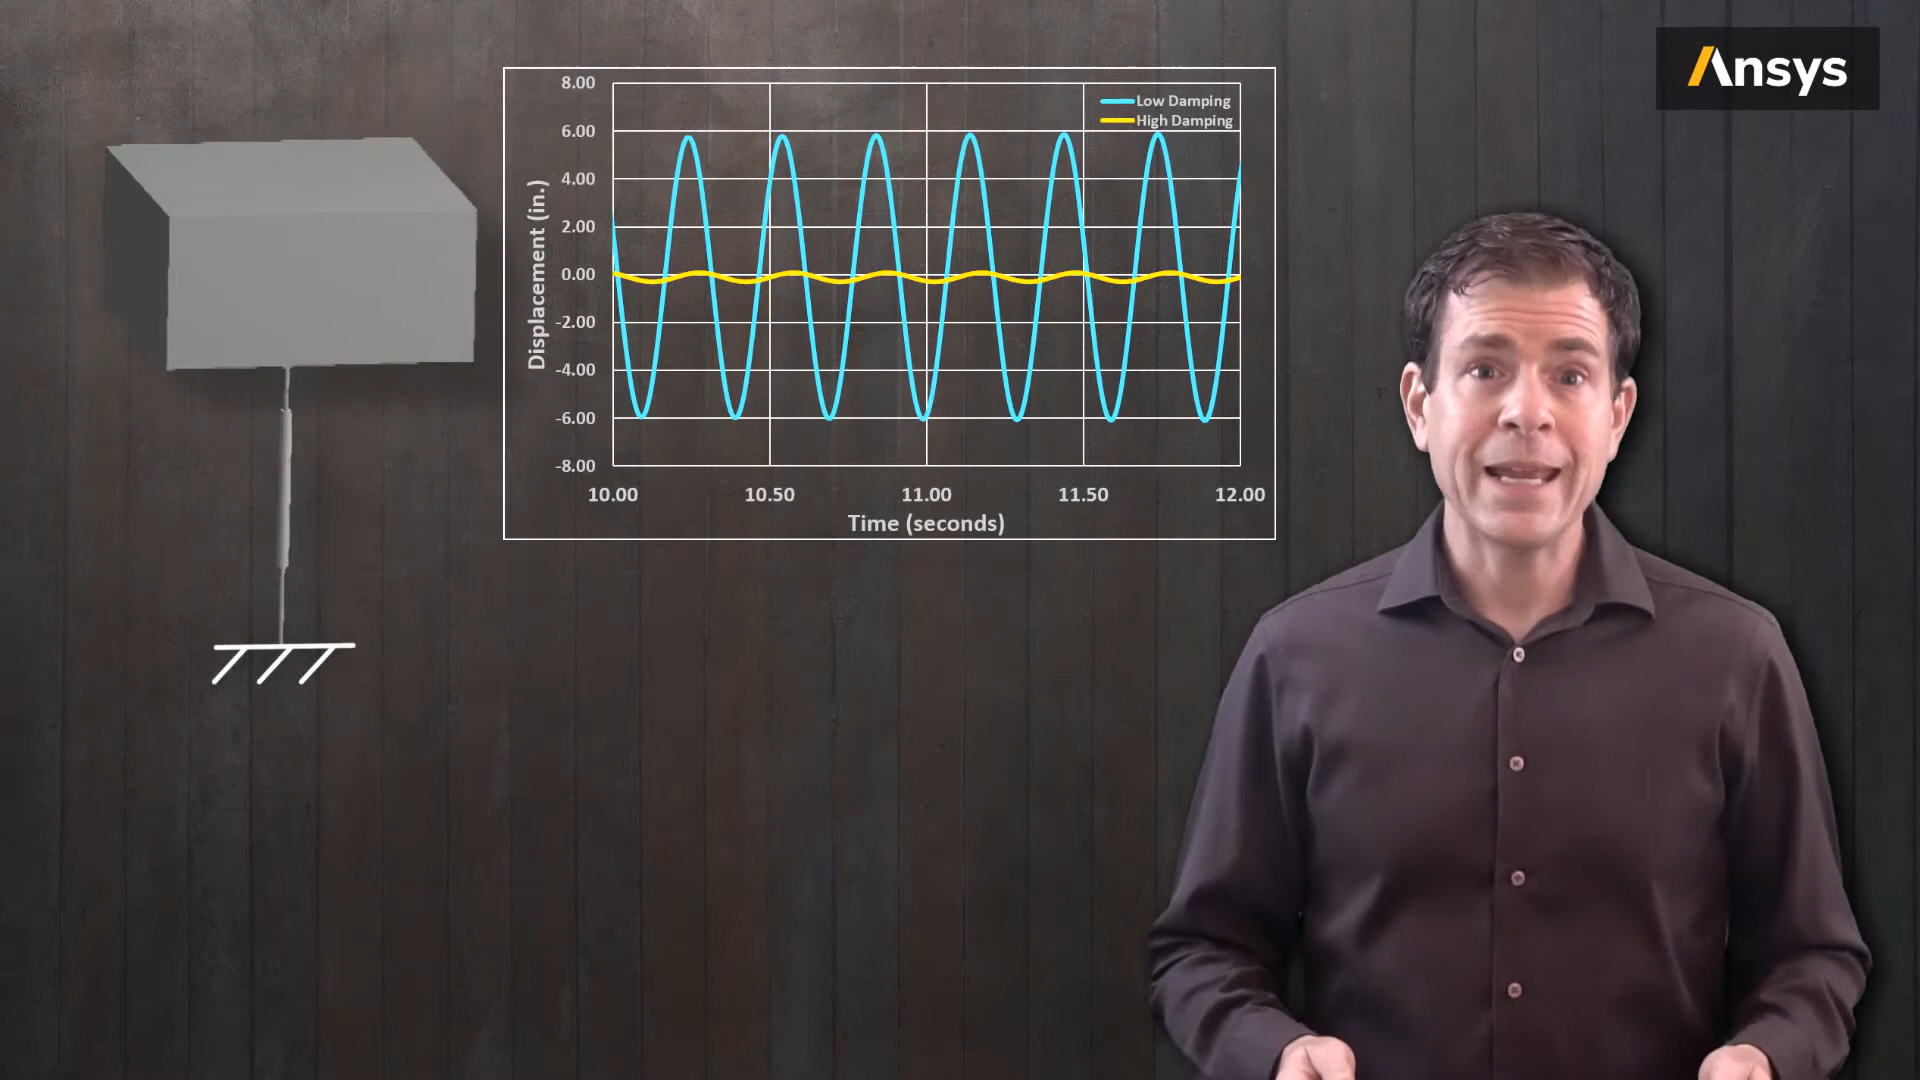 Ansys
Low Damping
High Damping
8.00
6.00
4.00
2.00
0.00
-2.00
-4.00
-6.00
-8.00
Displacement (in.)
10.00 10.50 11.00 11.50 12.00
Time (seconds)